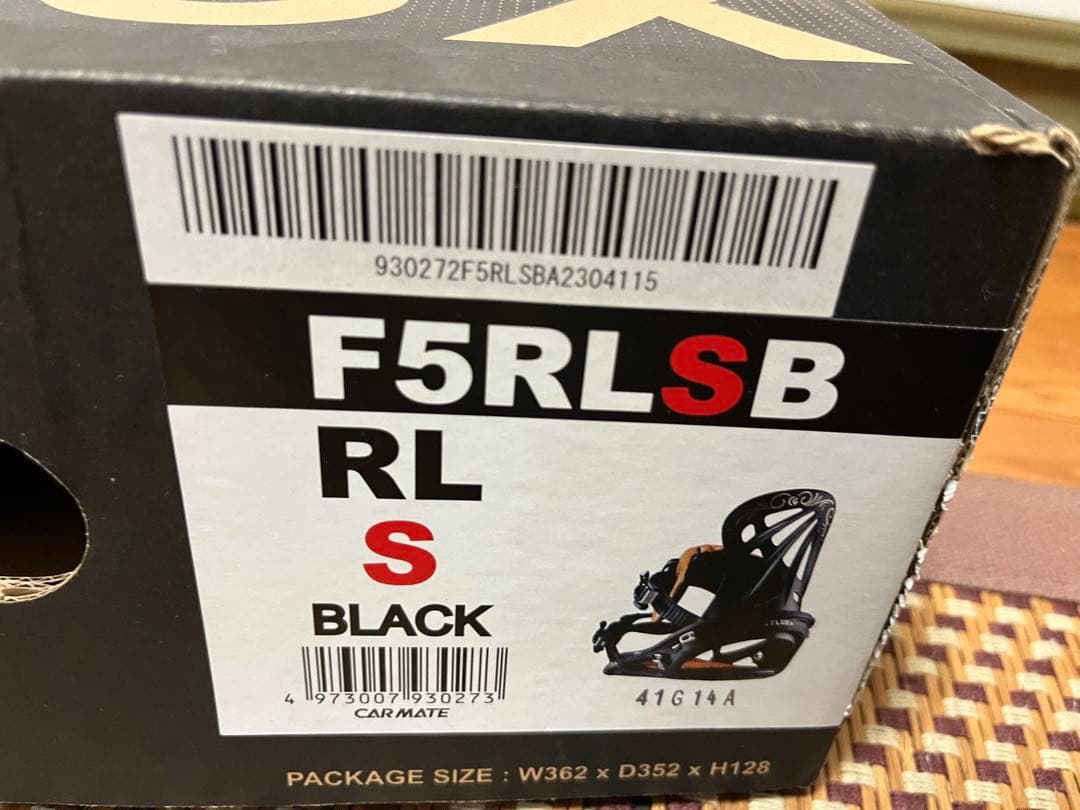 930272F5RLSBA2304115
F5RLSB
RL
S
BLACK
4 973007 930273
CARMATE
41G14A
PACKAGE SIZE : W362 x D352 x H128